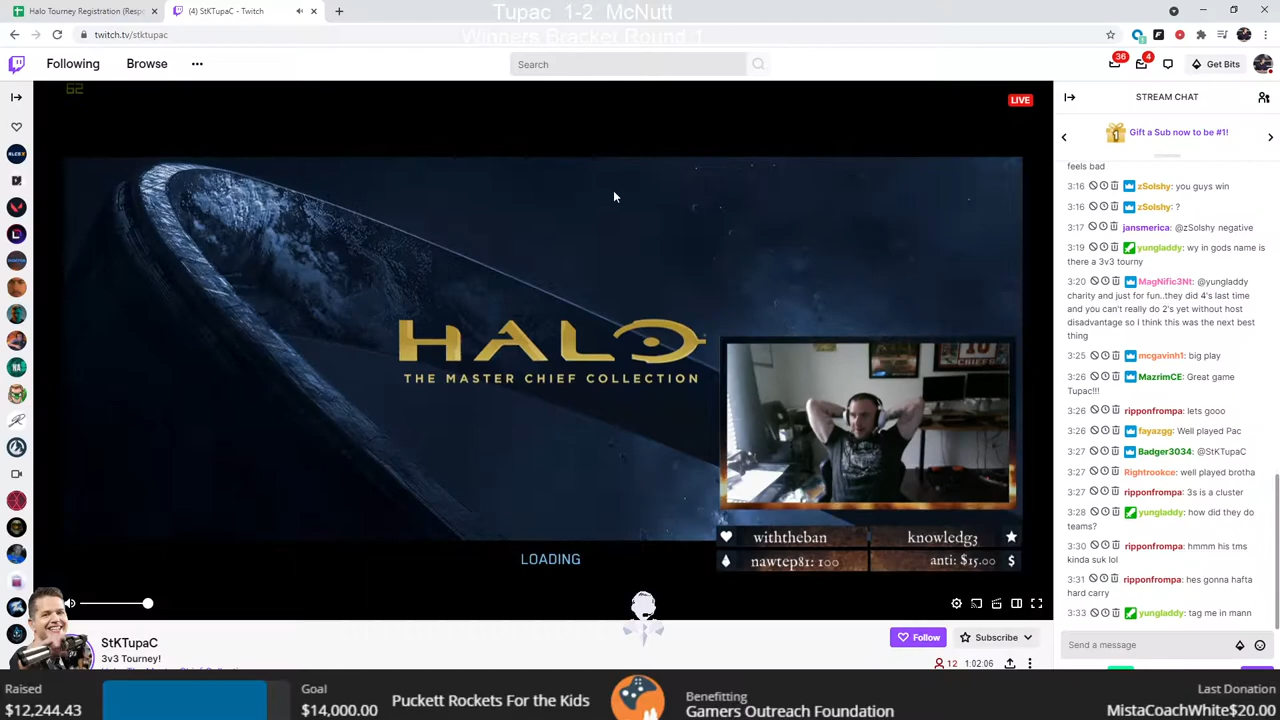 Halo Tourney Registration (Resp
(4) StKTupaC - Twitch
Tupac 1-2 McNutt
twitch.tv/stktupac
Winners Bracket Round 1
Following
Browse
Search
36
4
Get Bits
62
LIVE
HALO
THE MASTER CHIEF COLLECTION
LOADING
withtheban
knowledg3
nawtep81: 100
anti: $15.00 $
STREAM CHAT
1
Gift a Sub now to be #1!
feels bad
3:16 zSolshy: you guys win
3:16 zSolshy: ?
3:17 jansmerica: @zSolshy negative
3:19 yungladdy: wy in gods name is
there a 3v3 tourny
3:20 MagNific3Nt: @yungladdy
charity and just for fun..they did 4's last time
and you can't really do 2's yet without host
disadvantage so I think this was the next best
thing
3:25 mcgavinh1: big play
3:26 MazrimCE: Great game
Tupac!!!
3:26 ripponfrompa: lets gooo
3:26 fayazgg: Well played Pac
3:27 Badger3034: @StKTupaC
3:27 Rightrookce: well played brotha
3:27 ripponfrompa: 3s is a cluster
3:28 yungladdy: how did they do
teams?
3:30 ripponfrompa: hmmm his tms
kinda suk lol
3:31 ripponfrompa: hes gonna hafta
hard carry
3:33 yungladdy: tag me in mann
Send a message
StKTupaC
3v3 Tourney!
Follow
Subscribe
12
1:02:06
Raised
$12,244.43
Goal
$14,000.00
Puckett Rockets For the Kids
Benefitting
Gamers Outreach Foundation
Last Donation
MistaCoachWhite$20.00